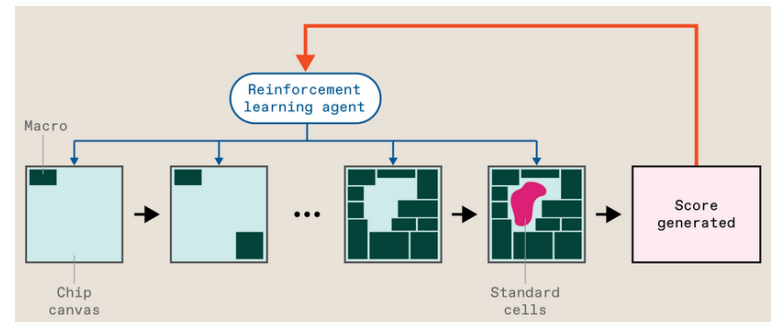 Reinforcement
learning agent
Macro
Score
generated
Chip
canvas
Standard
cells